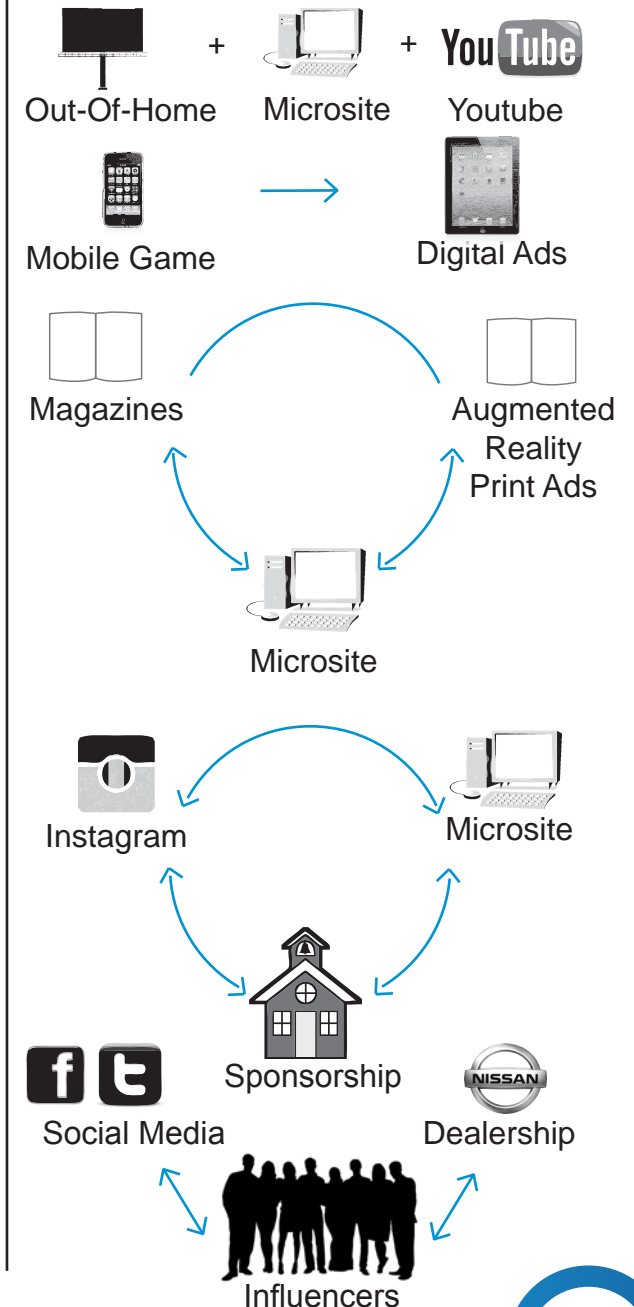 + + You Tube
Out-Of-Home Microsite Youtube
Mobile Game Digital Ads
Magazines Augmented
Reality
Print Ads
Microsite
Instagram Microsite
Sponsorship
f t NISSAN
Social Media Dealership
Influencers